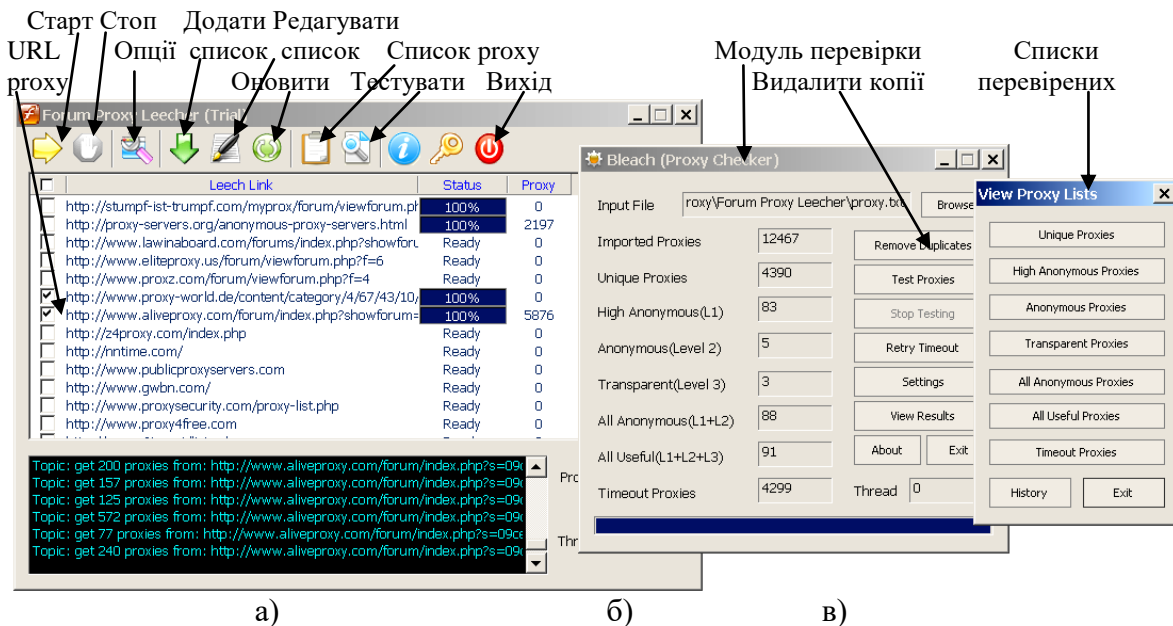 Старт Стоп Додати Редагувати
URL Опції список список Список proxy Модуль перевірки Списки
proxy Оновити Тестувати Вихід Видалити копії перевірених
Forum Proxy Leecher (Trial)
Leech Link Status Proxy
http://stumpf-ist-trumpf.com/myprox/forum/viewforum.ph 100% 0
http://proxy-servers.org/anonymous-proxy-servers.html 100% 2197
http://www.lawinaboard.com/forums/index.php?showforu Ready 0
http://www.eliteproxy.us/forum/viewforum.php?f=6 Ready 0
http://www.proxz.com/forum/viewforum.php?f=4 Ready 0
http://www.proxy-world.de/content/category/4/67/43/10/ 100% 0
http://www.aliveproxy.com/forum/index.php?showforum= 100% 5876
http://z4proxy.com/index.php Ready 0
http://nntime.com/ Ready 0
http://www.publicproxyservers.com Ready 0
http://www.gwbn.com/ Ready 0
http://www.proxysecurity.com/proxy-list.php Ready 0
http://www.proxy4free.com Ready 0
Topic: get 200 proxies from: http://www.aliveproxy.com/forum/index.php?s=09c
Topic: get 157 proxies from: http://www.aliveproxy.com/forum/index.php?s=09c
Topic: get 125 proxies from: http://www.aliveproxy.com/forum/index.php?s=09c
Topic: get 572 proxies from: http://www.aliveproxy.com/forum/index.php?s=09c
Topic: get 77 proxies from: http://www.aliveproxy.com/forum/index.php?s=09ce
Topic: get 240 proxies from: http://www.aliveproxy.com/forum/index.php?s=09c
Pro
Thr
Bleach (Proxy Checker)
Input File roxy\Forum Proxy Leecher\proxy.txt Browse
Imported Proxies 12467 Remove Duplicates
Unique Proxies 4390 Test Proxies
High Anonymous(L1) 83 Stop Testing
Anonymous(Level 2) 5 Retry Timeout
Transparent(Level 3) 3 Settings
All Anonymous(L1+L2) 88 View Results
All Useful(L1+L2+L3) 91 About Exit
Timeout Proxies 4299 Thread 0
View Proxy Lists
Unique Proxies
High Anonymous Proxies
Anonymous Proxies
Transparent Proxies
All Anonymous Proxies
All Useful Proxies
Timeout Proxies
History Exit
а) б) в)